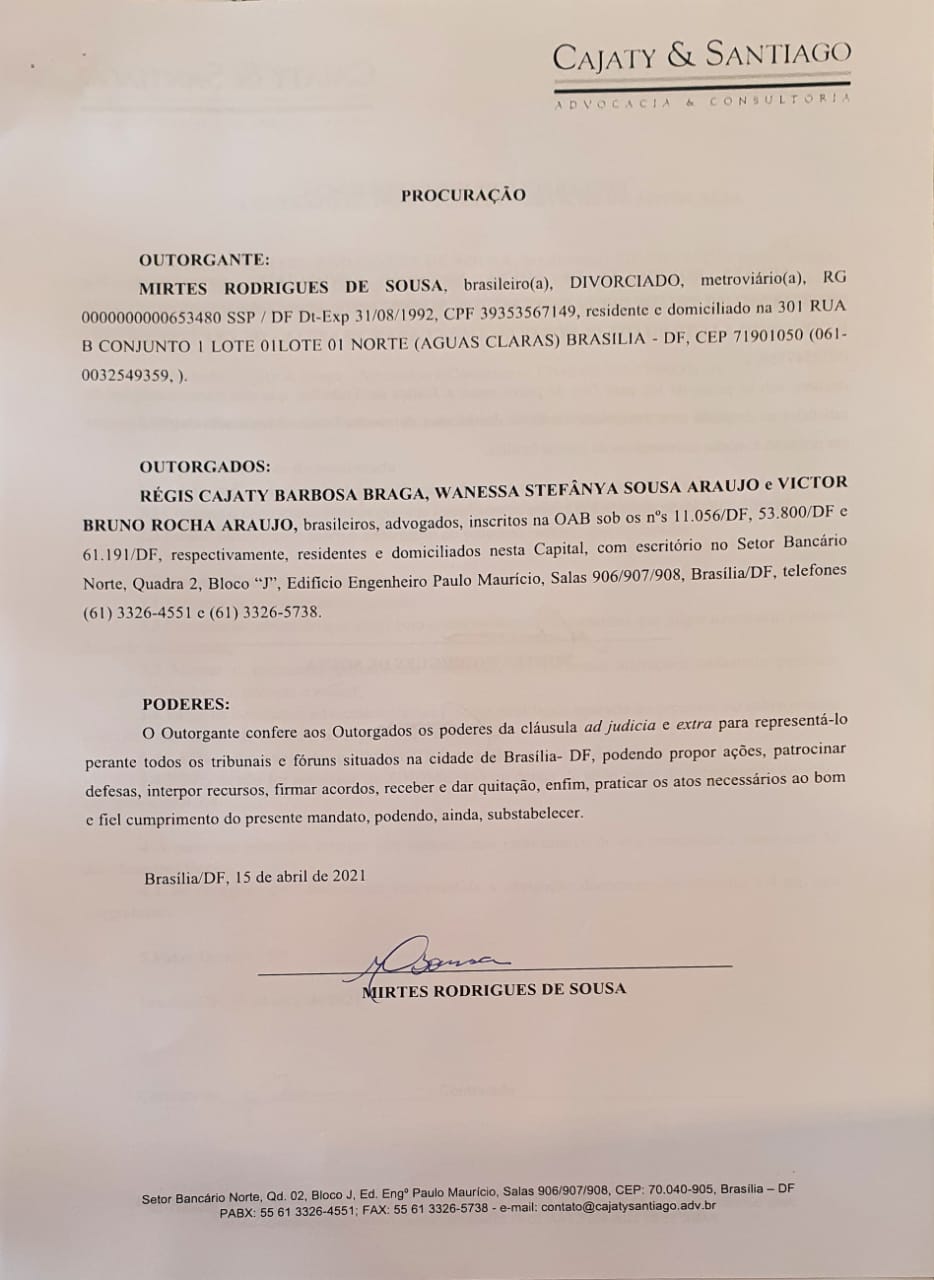 CAJATY & SANTIAGO
ADVOCACIA & CONSULTORIA
PROCURAÇÃO
OUTORGANTE:
MIRTES RODRIGUES DE SOUSA, brasileiro(a), DIVORCIADO, metroviário(a), RG
0000000000653480 SSP / DF Dt-Exp 31/08/1992, CPF 39353567149, residente e domiciliado na 301 RUA
B CONJUNTO 1 LOTE 01LOTE 01 NORTE (AGUAS CLARAS) BRASILIA - DF, CEP 71901050 (061-
0032549359, ).
OUTORGADOS:
RÉGIS CAJATY BARBOSA BRAGA, WANESSA STEFÂNYA SOUSA ARAUJO e VICTOR
BRUNO ROCHA ARAUJO, brasileiros, advogados, inscritos na OAB sob os nºs 11.056/DF, 53.800/DF e
61.191/DF, respectivamente, residentes e domiciliados nesta Capital, com escritório no Setor Bancário
Norte, Quadra 2, Bloco “J”, Edifício Engenheiro Paulo Maurício, Salas 906/907/908, Brasília/DF, telefones
(61) 3326-4551 e (61) 3326-5738.
PODERES:
O Outorgante confere aos Outorgados os poderes da cláusula ad judicia e extra para representá-lo
perante todos os tribunais e fóruns situados na cidade de Brasília- DF, podendo propor ações, patrocinar
defesas, interpor recursos, firmar acordos, receber e dar quitação, enfim, praticar os atos necessários ao bom
e fiel cumprimento do presente mandato, podendo, ainda, substabelecer.
Brasília/DF, 15 de abril de 2021
MIRTES RODRIGUES DE SOUSA
Setor Bancário Norte, Qd. 02, Bloco J, Ed. Engº Paulo Maurício, Salas 906/907/908, CEP: 70.040-905, Brasília – DF
PABX: 55 61 3326-4551; FAX: 55 61 3326-5738 - e-mail: contato@cajatysantiago.adv.br